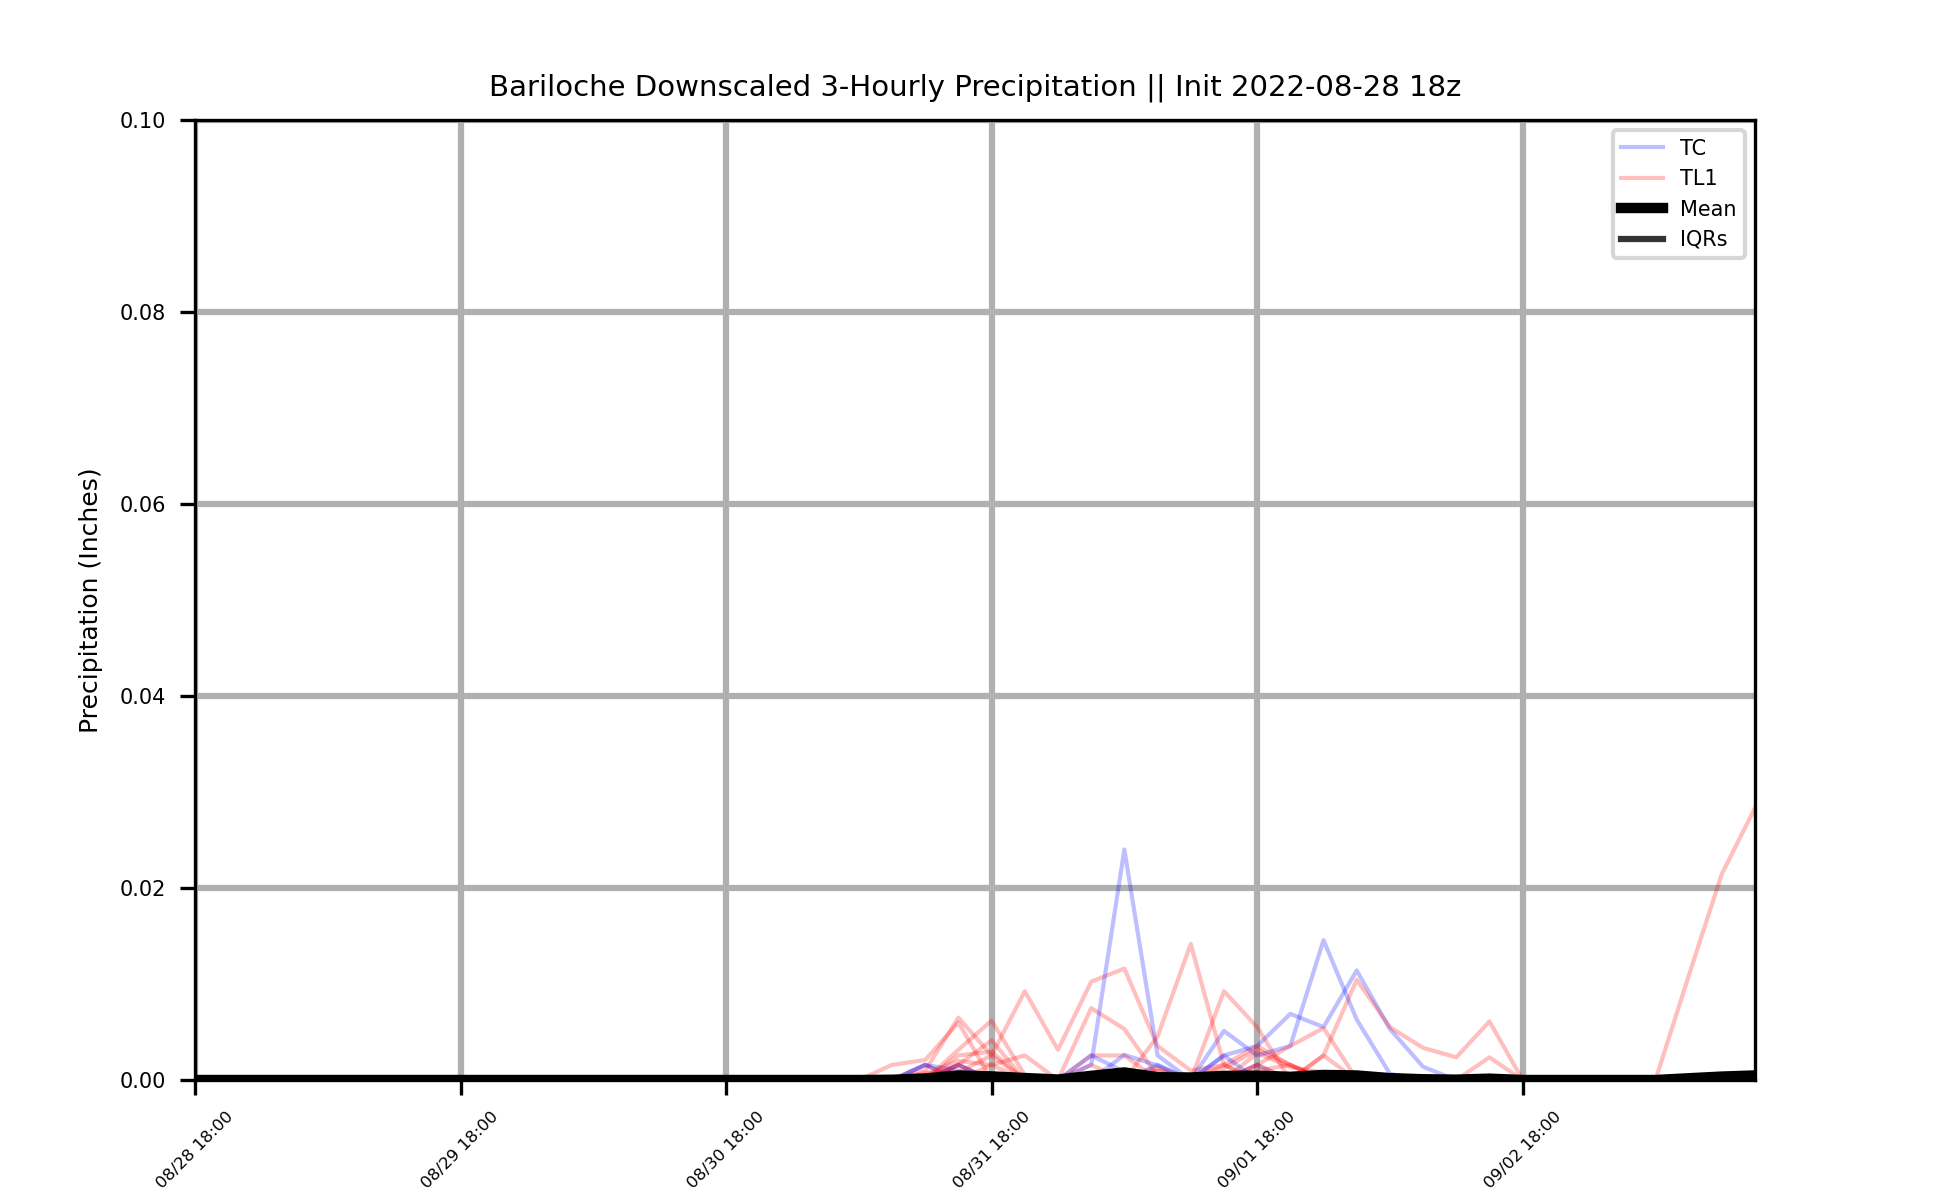 Bariloche Downscaled 3-Hourly Precipitation || Init 2022-08-28 18z
TC
TL1
Mean
IQRs
Precipitation (Inches)
0.10
0.08
0.06
0.04
0.02
0.00
08/28 18:00
08/29 18:00
08/30 18:00
08/31 18:00
09/01 18:00
09/02 18:00